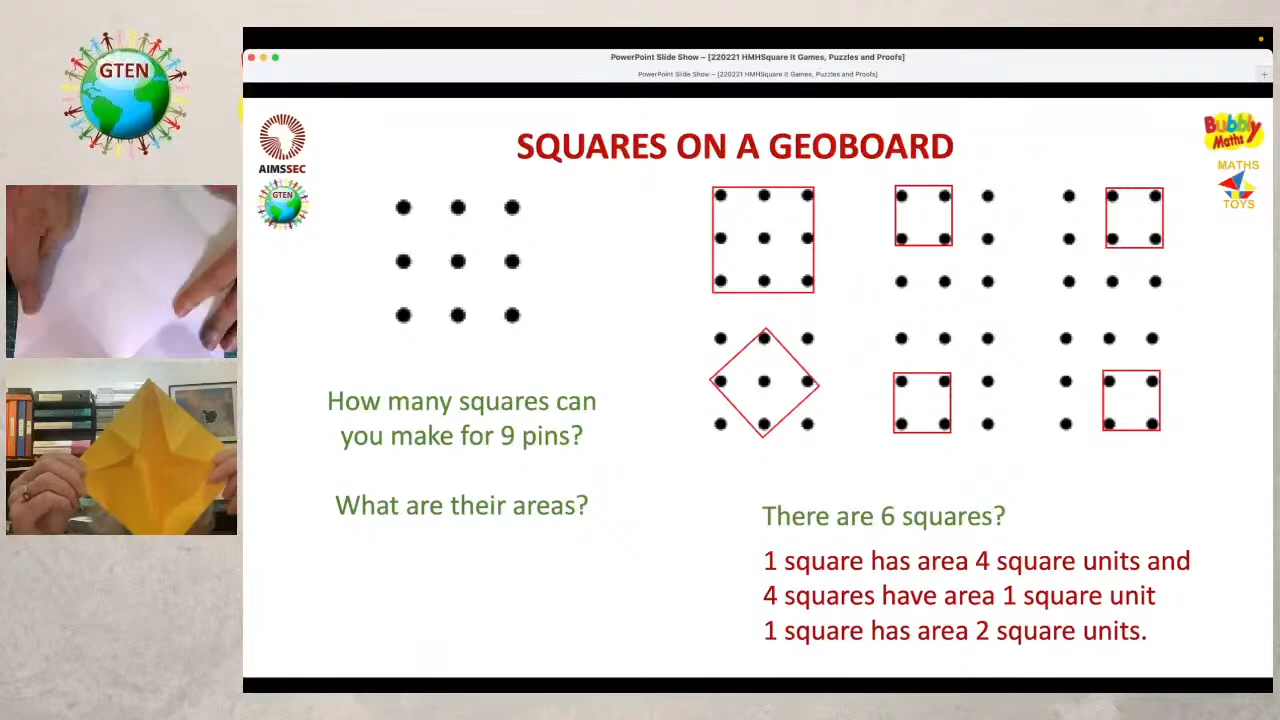 GTEN
PowerPoint Slide Show – [220221 HMHSquare It Games, Puzzles and Proofs]
PowerPoint Slide Show – [220221 HMHSquare It Games, Puzzles and Proofs]
AIMSSEC
GTEN
SQUARES ON A GEOBOARD
Bubbly
Maths
MATHS
TOYS
How many squares can
you make for 9 pins?
What are their areas?
There are 6 squares?
1 square has area 4 square units and
4 squares have area 1 square unit
1 square has area 2 square units.